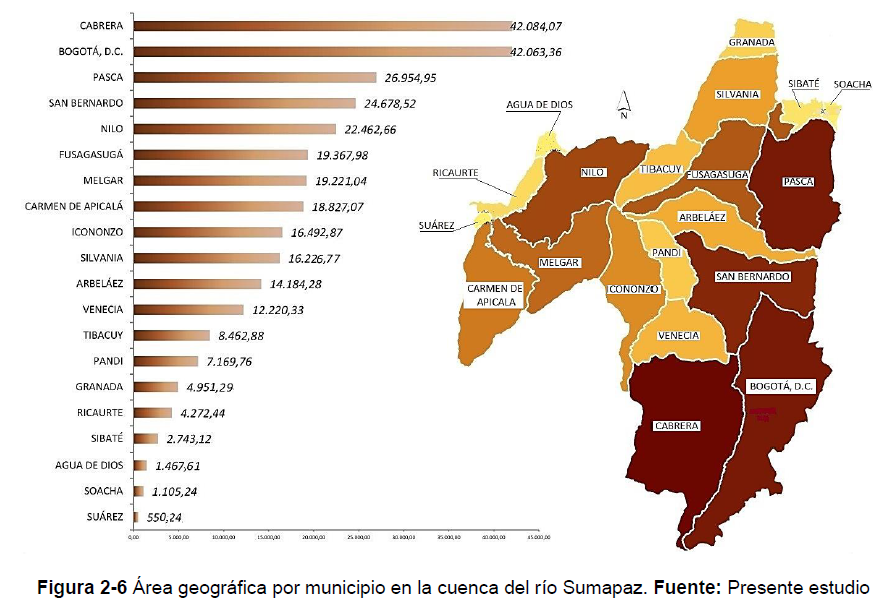 CABRERA 42.084,07
BOGOTÁ, D.C. 42.063,36
PASCA 26.954,95
SAN BERNARDO 24.678,52
NILO 22.462,66
FUSAGASUGÁ 19.367,98
MELGAR 19.221,04
CARMEN DE APICALÁ 18.827,07
ICONONZO 16.492,87
SILVANIA 16.226,77
ARBELÁEZ 14.184,28
VENECIA 12.220,33
TIBACUY 8.462,88
PANDI 7.169,76
GRANADA 4.951,29
RICAURTE 4.272,44
SIBATÉ 2.743,12
AGUA DE DIOS 1.467,61
SOACHA 1.105,24
SUÁREZ 550,24
0,00 5.000,00 10.000,00 15.000,00 20.000,00 25.000,00 30.000,00 35.000,00 40.000,00 45.000,00
GRANADA
SIBATÉ SOACHA
SILVANIA
AGUA DE DIOS
N
RICAURTE
NILO
TIBACUY
FUSAGASUGA
PASCA
SUÁREZ
ARBELÁEZ
MELGAR
PANDI
SAN BERNARDO
CARMEN DE
APICALA
CONONZO
VENECIA
BOGOTÁ, D.C.
CABRERA
Figura 2-6 Área geográfica por municipio en la cuenca del río Sumapaz. Fuente: Presente estudio